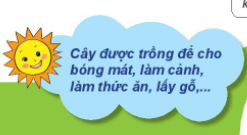 Cây được trồng để cho
bóng mát, làm cảnh,
làm thức ăn, lấy gỗ,...